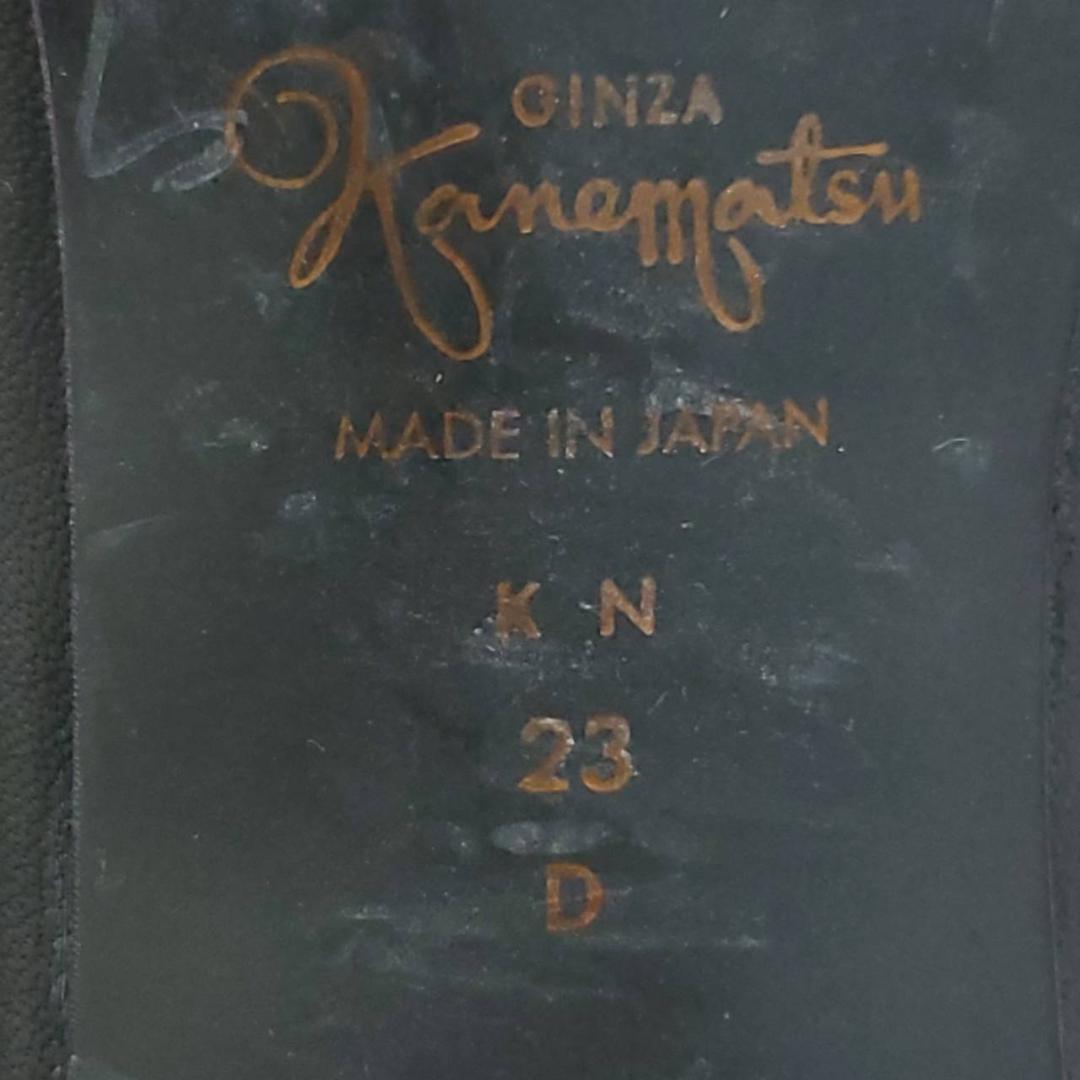 GINZA
Kanematsu
MADE IN JAPAN
K N
23
D